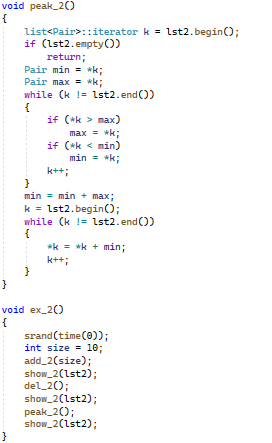 void peak_2()
{
    list<Pair>::iterator k = lst2.begin();
    if (lst2.empty())
        return;
    Pair min = *k;
    Pair max = *k;
    while (k != lst2.end())
    {
        if (*k > max)
            max = *k;
        if (*k < min)
            min = *k;
        k++;
    }
    min = min + max;
    k = lst2.begin();
    while (k != lst2.end())
    {
        *k = *k + min;
        k++;
    }
}

void ex_2()
{
    srand(time(0));
    int size = 10;
    add_2(size);
    show_2(lst2);
    del_2();
    show_2(lst2);
    peak_2();
    show_2(lst2);
}